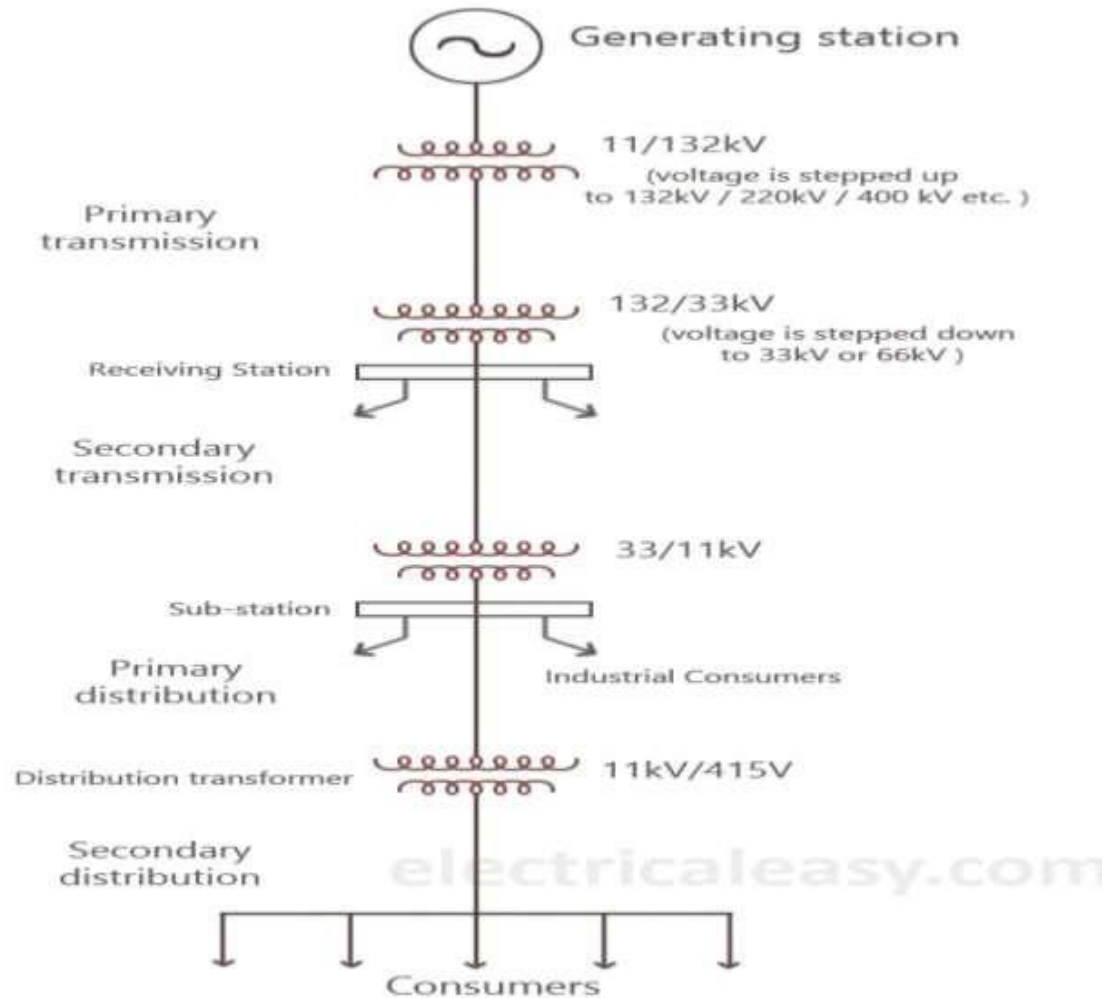 Generating station
11/132kV
(voltage is stepped up
to 132kV / 220kV / 400 kV etc. )
Primary
transmission
132/33kV
(voltage is stepped down
to 33kV or 66kV )
Receiving Station
Secondary
transmission
33/11kV
Sub-station
Primary
distribution
Industrial Consumers
11kV/415V
Distribution transformer
Secondary
distribution
electricaleasy.com
Consumers